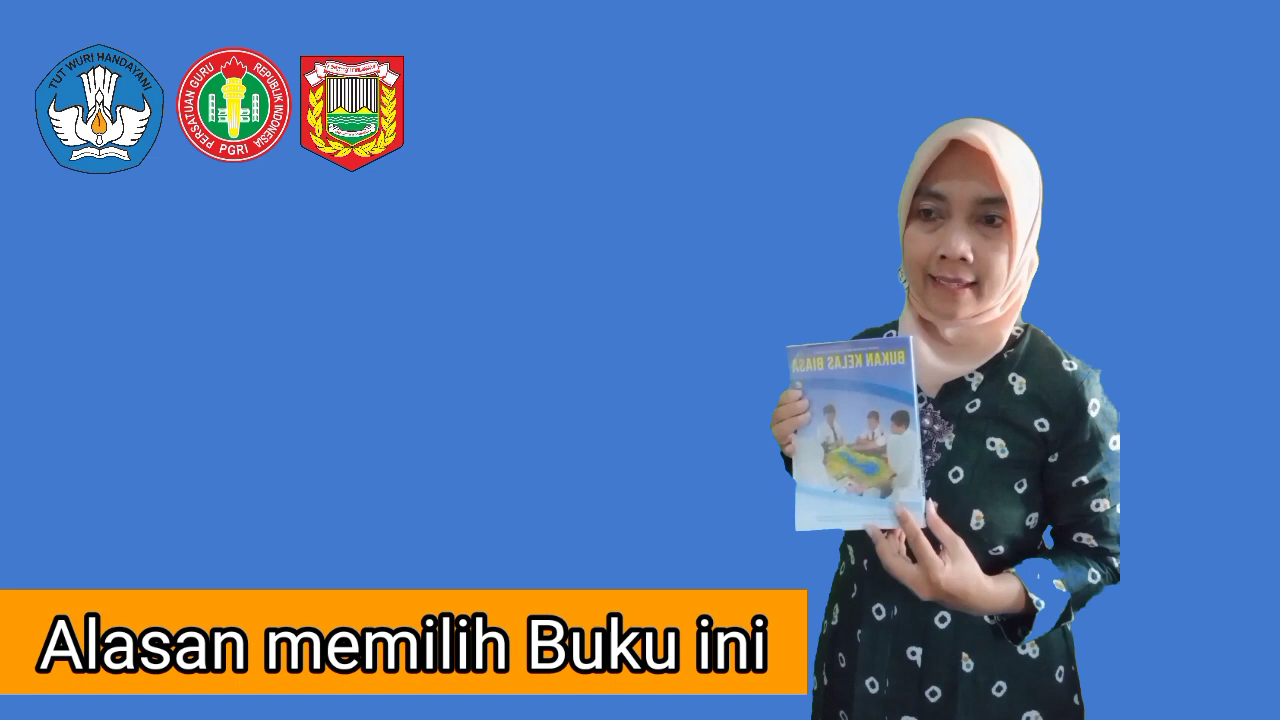 TUT WURI HANDAYANI
PERSATUAN GURU REPUBLIK INDONESIA
PGRI
BUKAN KELAS BIASA
Alasan memilih Buku ini